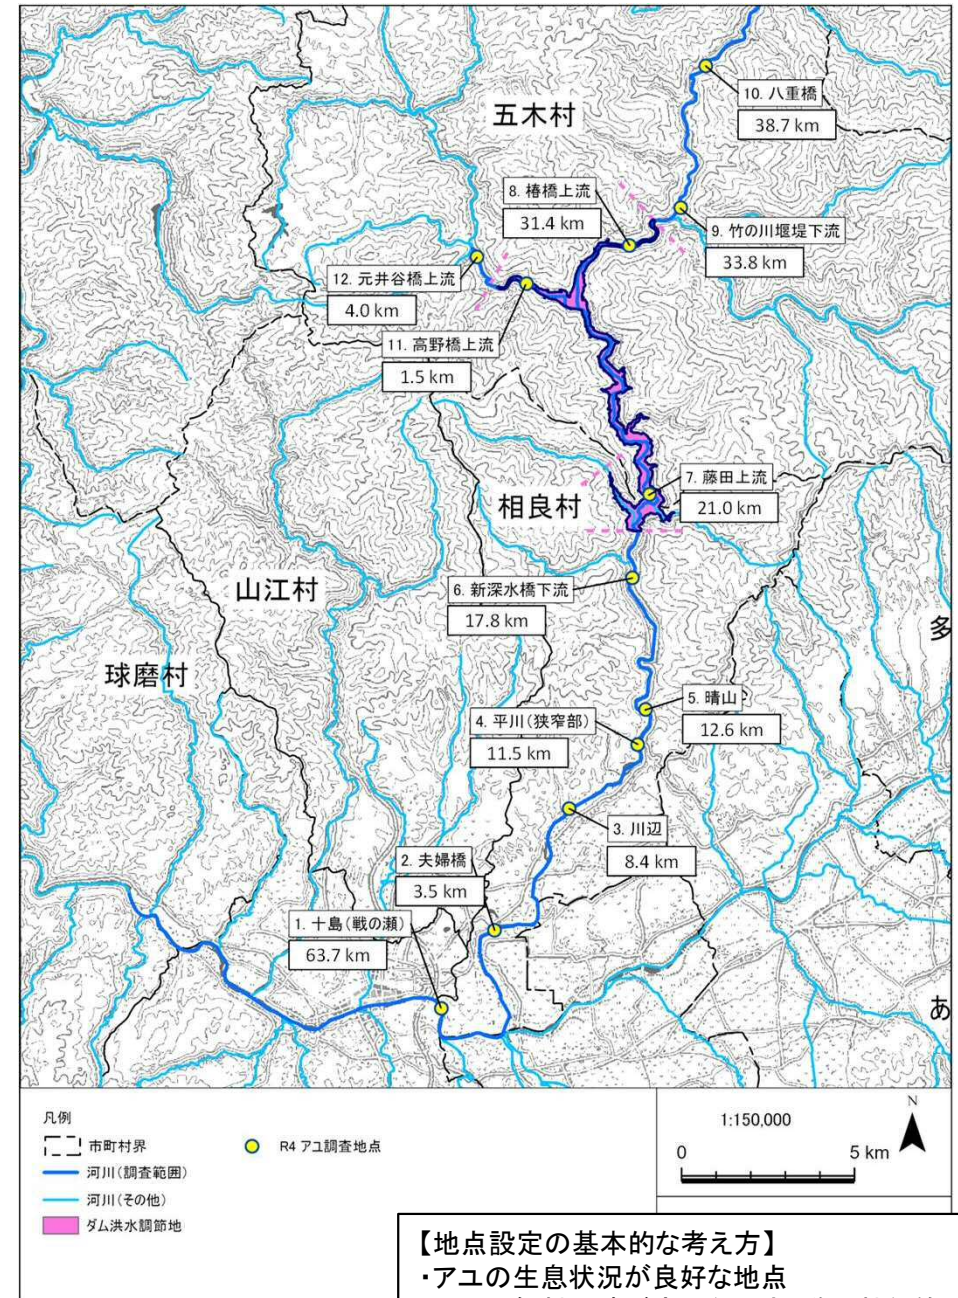 五木村
10. 八重橋
38.7 km
8. 椿橋上流
31.4 km
9. 竹の川堰堤下流
33.8 km
12. 元井谷橋上流
4.0 km
11. 高野橋上流
1.5 km
7. 藤田上流
21.0 km
相良村
6. 新深水橋下流
17.8 km
山江村
多
球磨村
5. 晴山
12.6 km
4. 平川(狭窄部)
11.5 km
3. 川辺
8.4 km
2. 夫婦橋
3.5 km
1. 十島(戦の瀬)
63.7 km
あ
凡例
市町村界
R4 アユ調査地点
河川(調査範囲)
河川(その他)
ダム洪水調節地
1:150,000
N
0 5 km
【地点設定の基本的な考え方】
・アユの生息状況が良好な地点